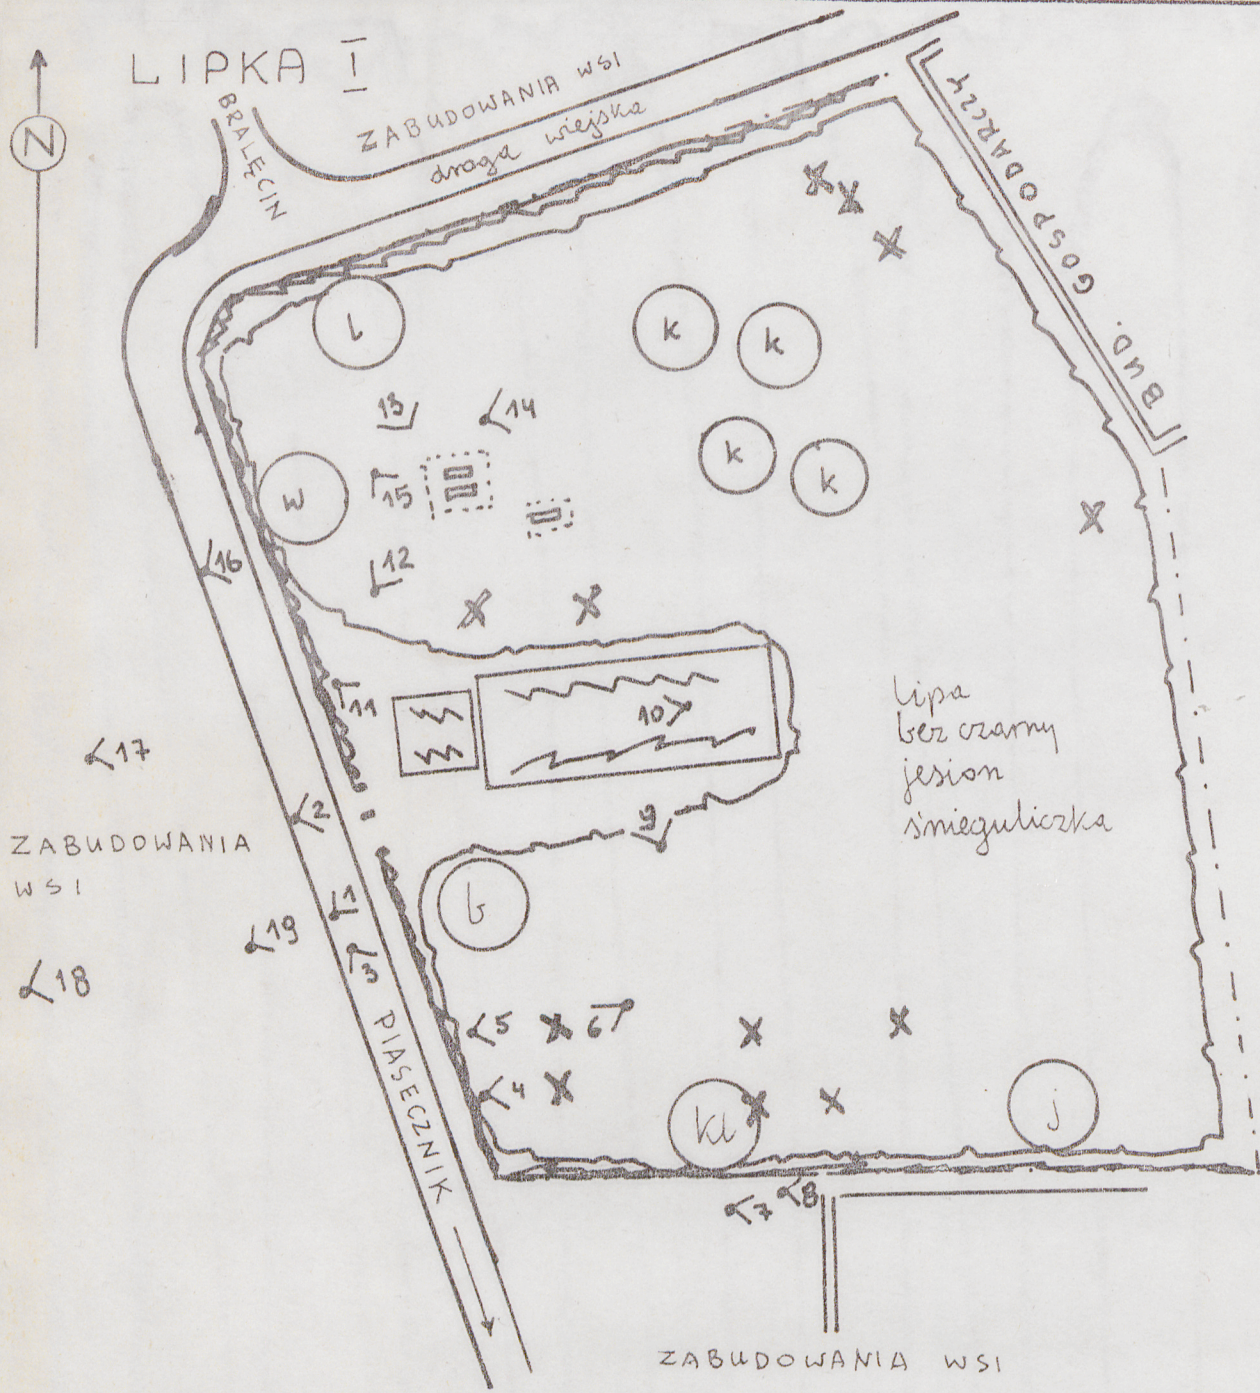 LIPKA I
N
BRALĘCIN
ZABUDOWANIA WSI
droga wiejska
BUD. GOSPODARCZY
l
k
k
k
k
13
14
w
15
12
16
11
10
17
2
lipa
bez czarny
jesion
śnieguliczka
ZABUDOWANIA
WSI
9
1
b
19
3
18
5
6
4
PIASECZNIK
kl
j
7
8
ZABUDOWANIA WSI